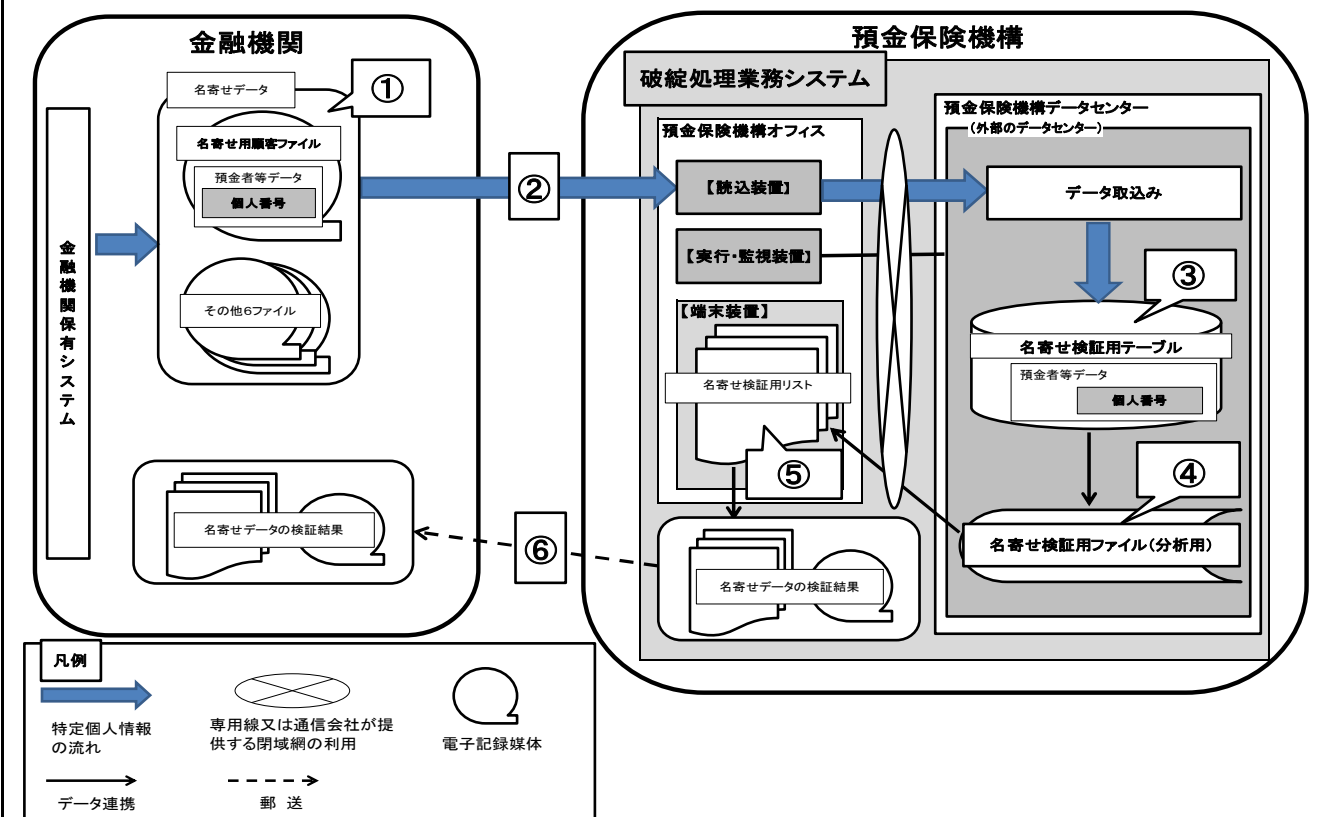 金融機関
名寄せデータ
①
名寄せ用顧客ファイル
預金者等データ
個人番号
その他6ファイル
金融機関保有システム
名寄せデータの検証結果
②
⑥
預金保険機構
破綻処理業務システム
預金保険機構オフィス
【読込装置】
【実行・監視装置】
【端末装置】
名寄せ検証用リスト
⑤
名寄せデータの検証結果
預金保険機構データセンター
(外部のデータセンター)
データ取込み
③
名寄せ検証用テーブル
預金者等データ
個人番号
④
名寄せ検証用ファイル(分析用)
凡例
特定個人情報
の流れ
専用線又は通信会社が提
供する閉域網の利用
電子記録媒体
データ連携
郵 送